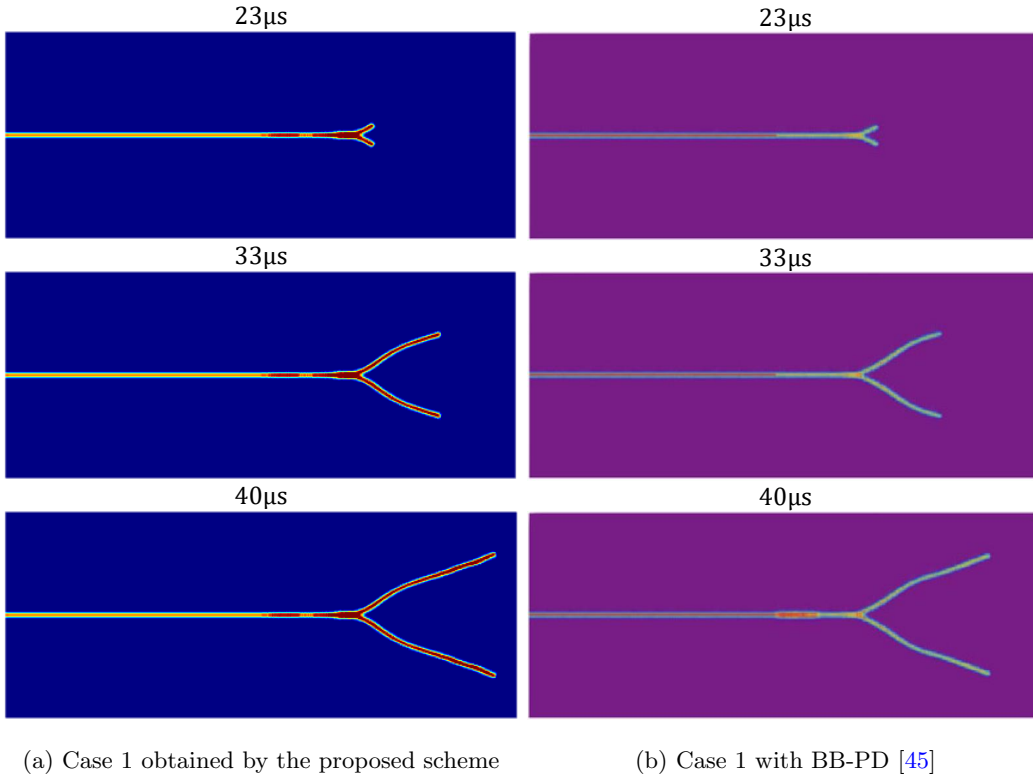 23μs
23μs
33μs
33μs
40μs
40μs
(a) Case 1 obtained by the proposed scheme
(b) Case 1 with BB-PD [45]